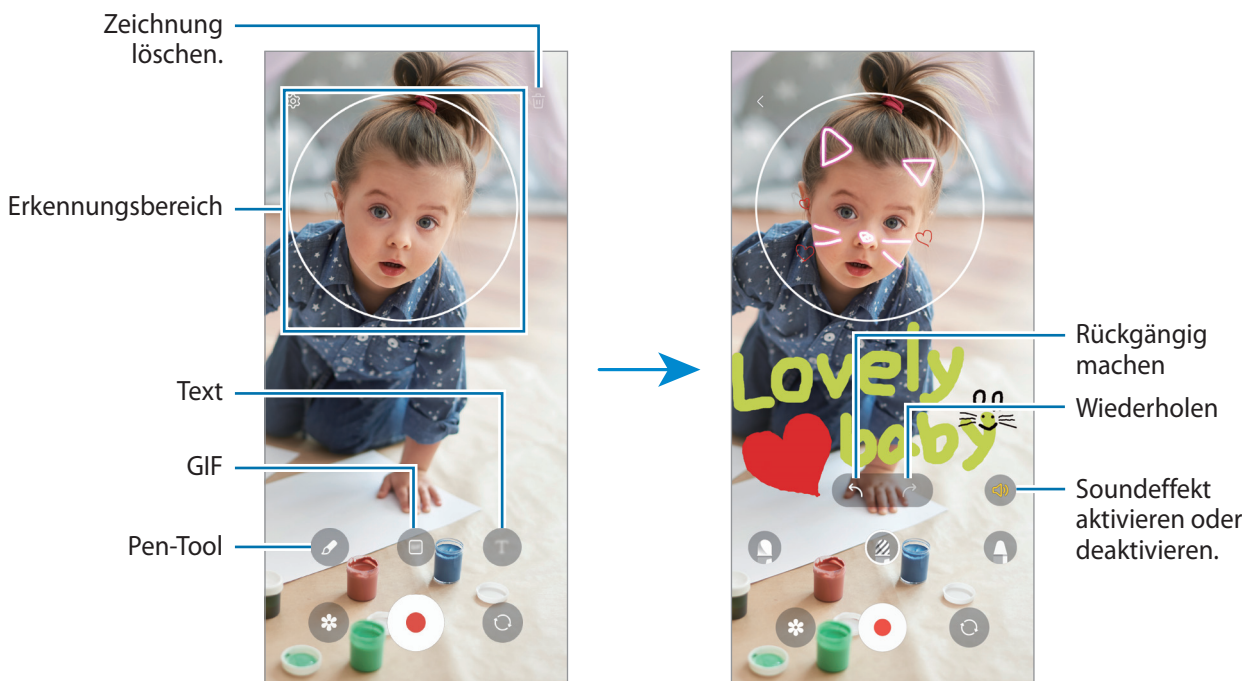 Zeichnung
löschen.
Erkennungsbereich
Text
GIF
Pen-Tool
T
Lovely
baby
Rückgängig
machen
Wiederholen
Soundeffekt
aktivieren oder
deaktivieren.